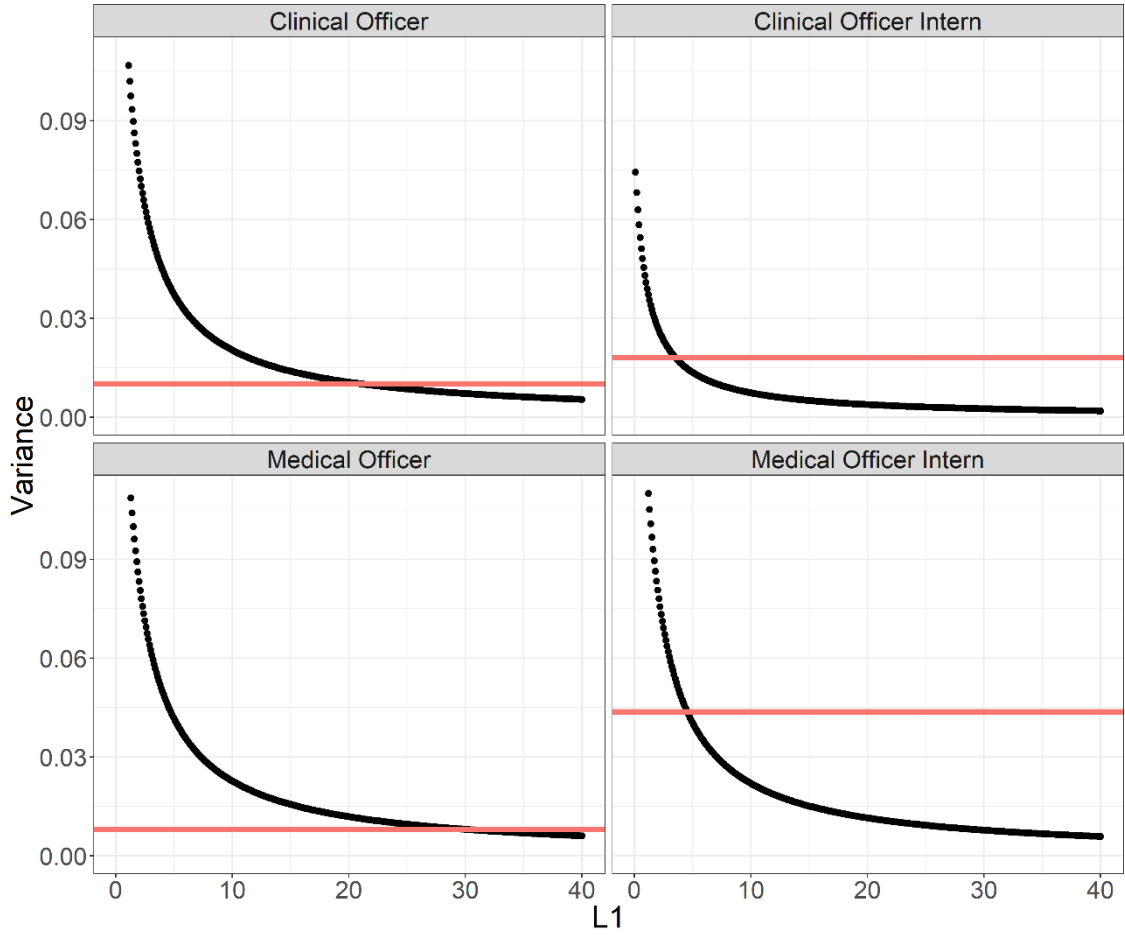 Clinical Officer
Clinical Officer Intern
0.09
0.06
0.03
0.00
Medical Officer
Medical Officer Intern
0.09
0.06
0.03
0.00
Variance
0 10 20 30 40
0 10 20 30 40
L1